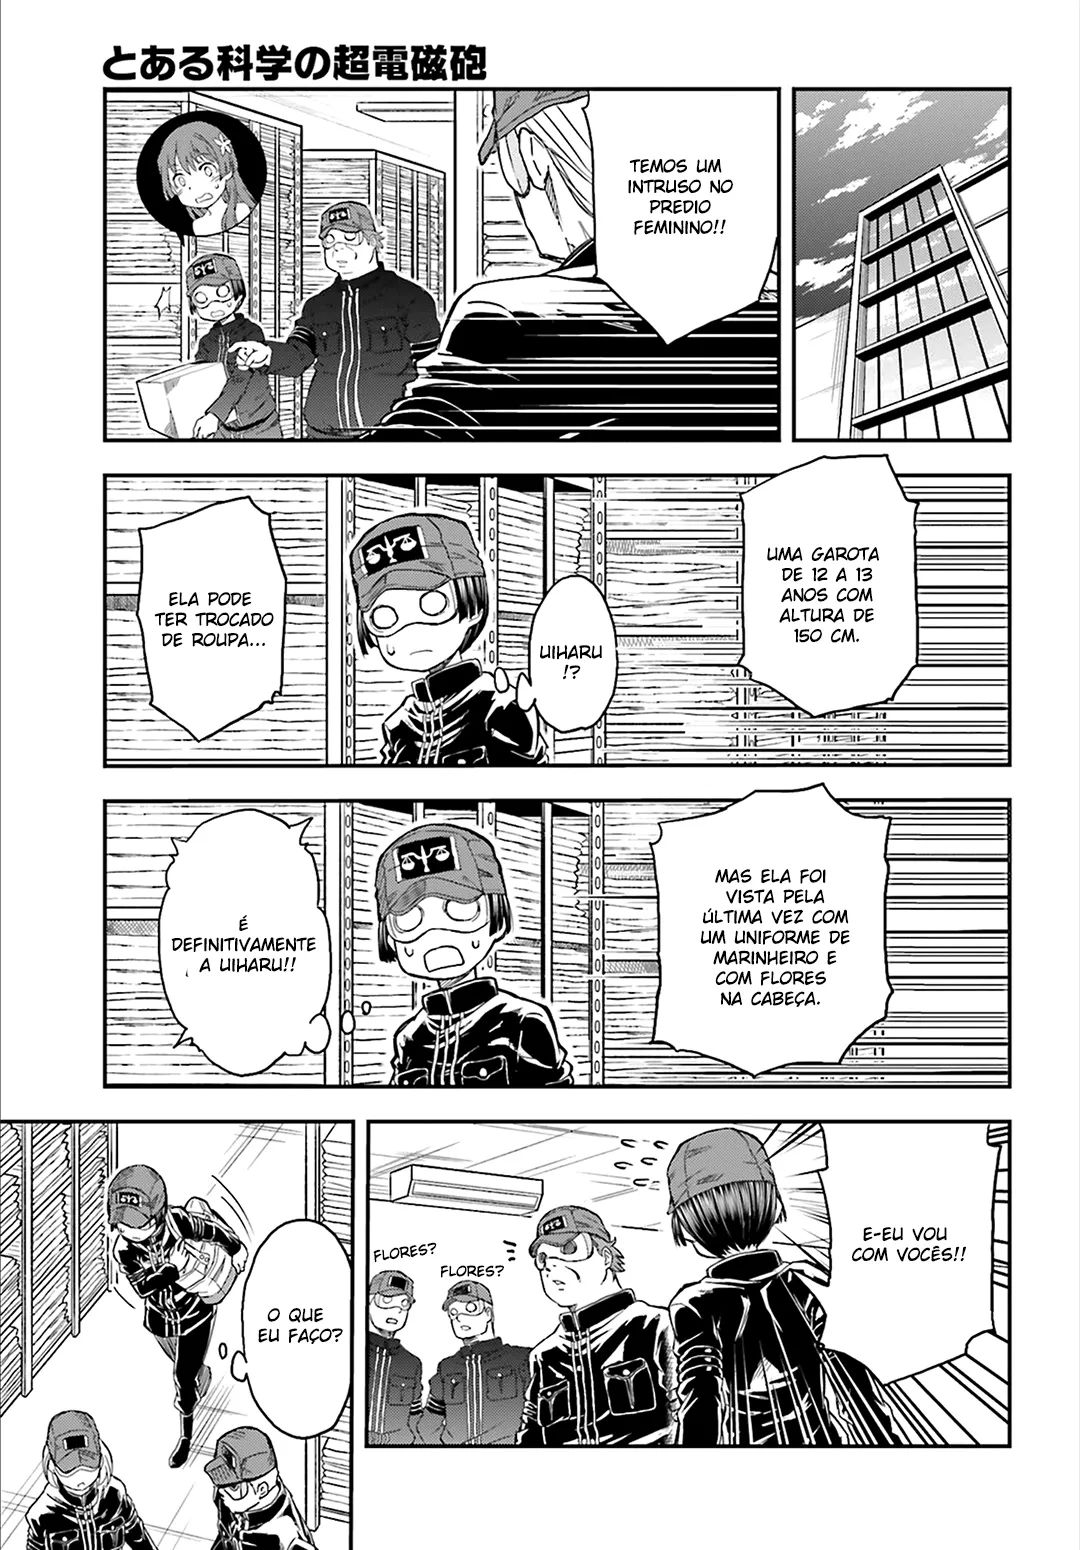 とある科学の超電磁砲
TEMOS UM
INTRUSO NO
PREDIO
FEMININO!!
UMA GAROTA
DE 12 A 13
ANOS COM
ALTURA DE
150 CM.
UIHARU
!?
ELA PODE
TER TROCADO
DE ROUPA...
MAS ELA FOI
VISTA PELA
ÚLTIMA VEZ COM
UM UNIFORME DE
MARINHEIRO E
COM FLORES
NA CABEÇA.
É
DEFINITIVAMENTE
A UIHARU!!
E-EU VOU
COM VOCÊS!!
FLORES?
FLORES?
O QUE
EU FAÇO?